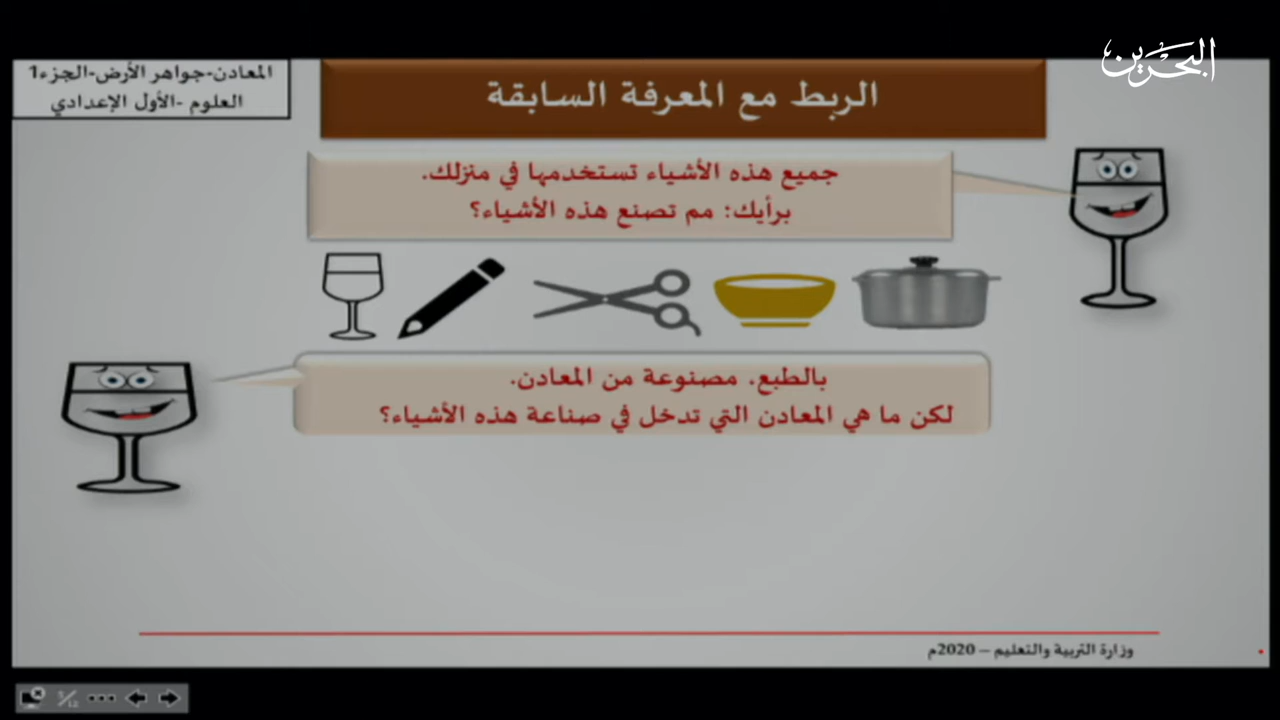 البحرين
المعادن-جواهر الأرض-الجزء1
العلوم -الأول الإعدادي
الربط مع المعرفة السابقة
جميع هذه الأشياء تستخدمها في منزلك.
برأيك: مم تصنع هذه الأشياء؟
بالطبع. مصنوعة من المعادن.
لكن ما هي المعادن التي تدخل في صناعة هذه الأشياء؟
وزارة التربية والتعليم – 2020م